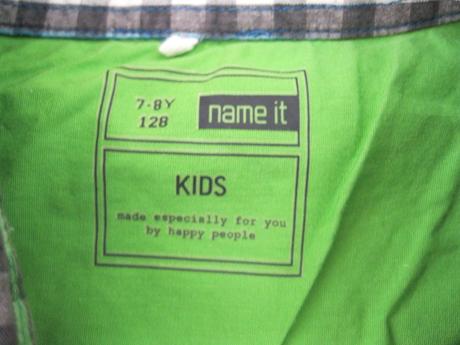 7-8Y
128
name it
KIDS
made especially for you
by happy people